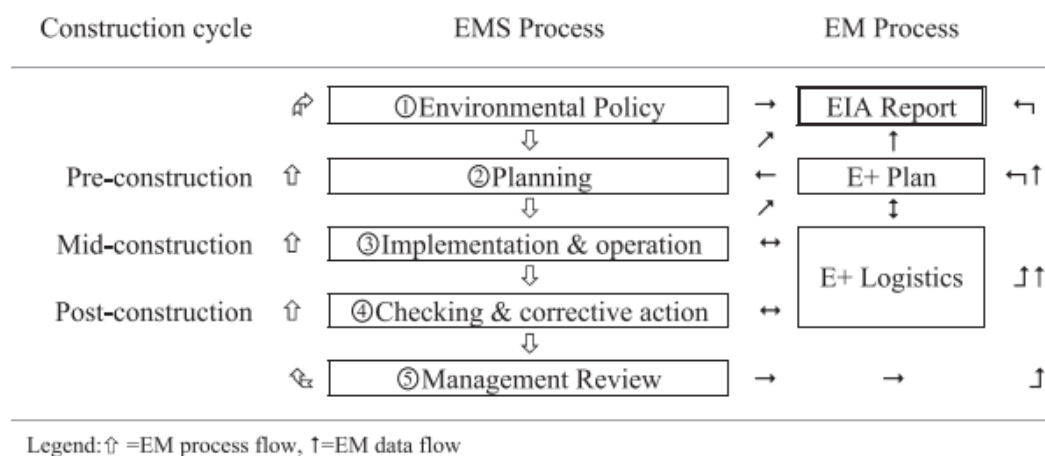 Construction cycle EMS Process EM Process
①Environmental Policy → EIA Report
Pre-construction ⇧ ②Planning ← E+ Plan
Mid-construction ⇧ ③Implementation & operation ↔
E+ Logistics
Post-construction ⇧ ④Checking & corrective action ↔
⑤Management Review → →
Legend:⇧ =EM process flow, ↑=EM data flow